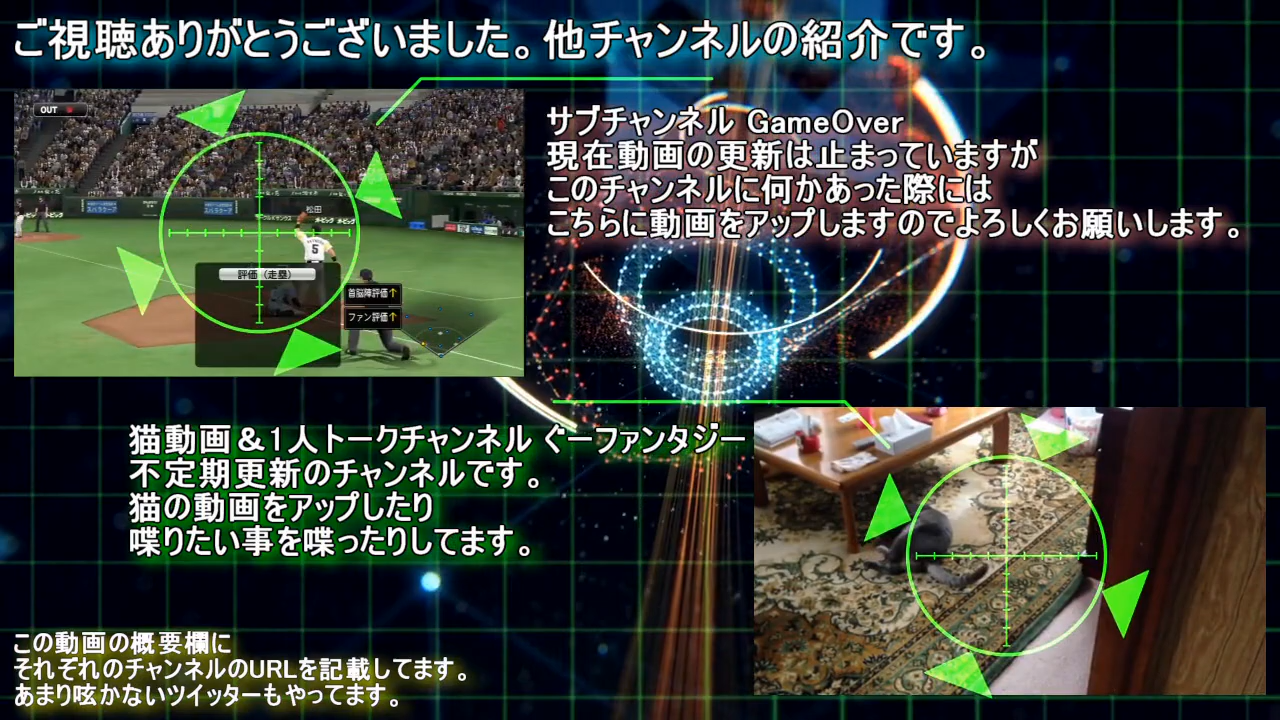 ご視聴ありがとうございました。他チャンネルの紹介です。
OUT
サブチャンネル GameOver
現在動画の更新は止まっていますが
このチャンネルに何かあった際には
こちらに動画をアップしますのでよろしくお願いします。
松田
5
評価（走塁）
首脳陣評価↑
ファン評価↑
猫動画＆1人トークチャンネル ぐーファンタジー
不定期更新のチャンネルです。
猫の動画をアップしたり
喋りたい事を喋ったりしてます。
この動画の概要欄に
それぞれのチャンネルのURLを記載してます。
あまり呟かないツイッターもやってます。